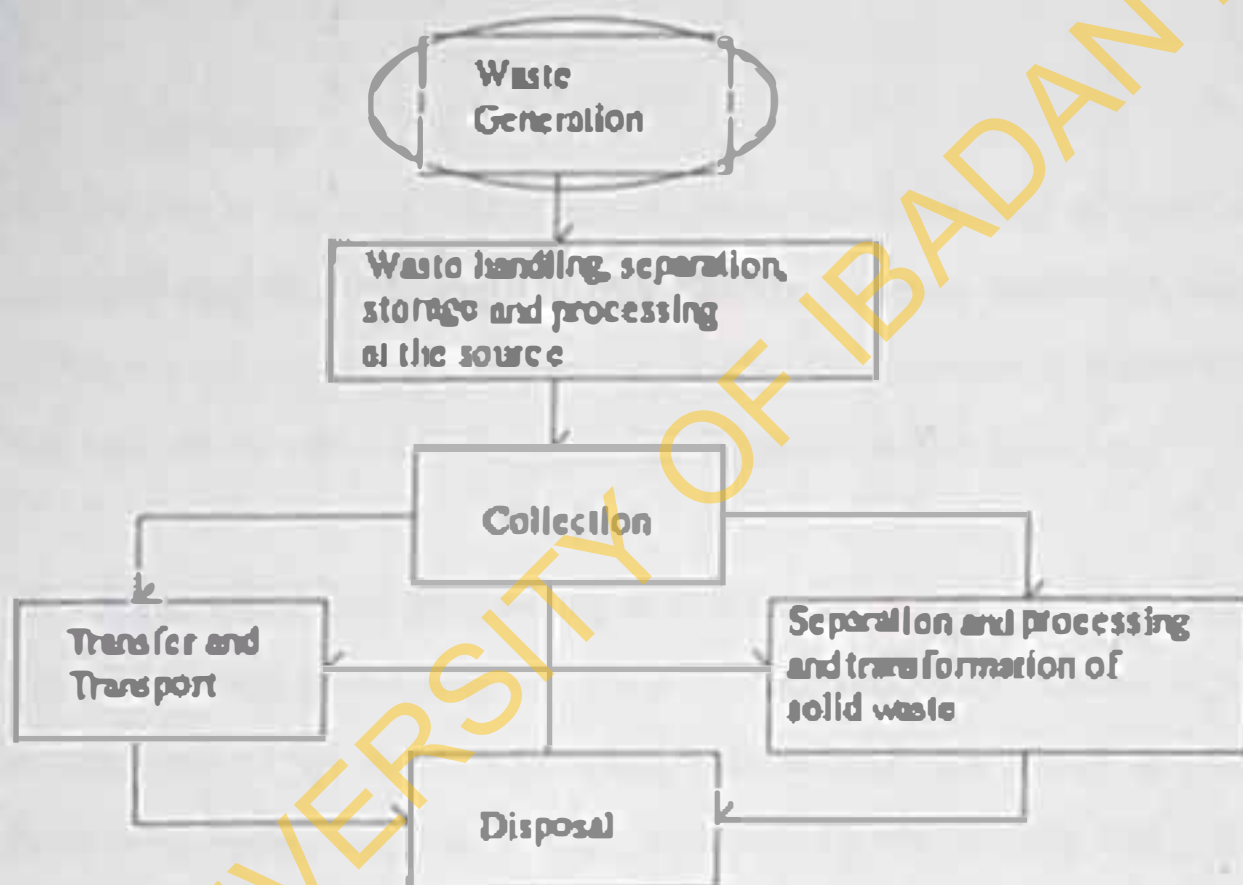 Waste
Generation
Waste handling, separation,
storage and processing
at the source
Collection
Transfer and
Transport
Separation and processing
and transformation of
solid waste
Disposal
UNIVERSITY OF IBADAN